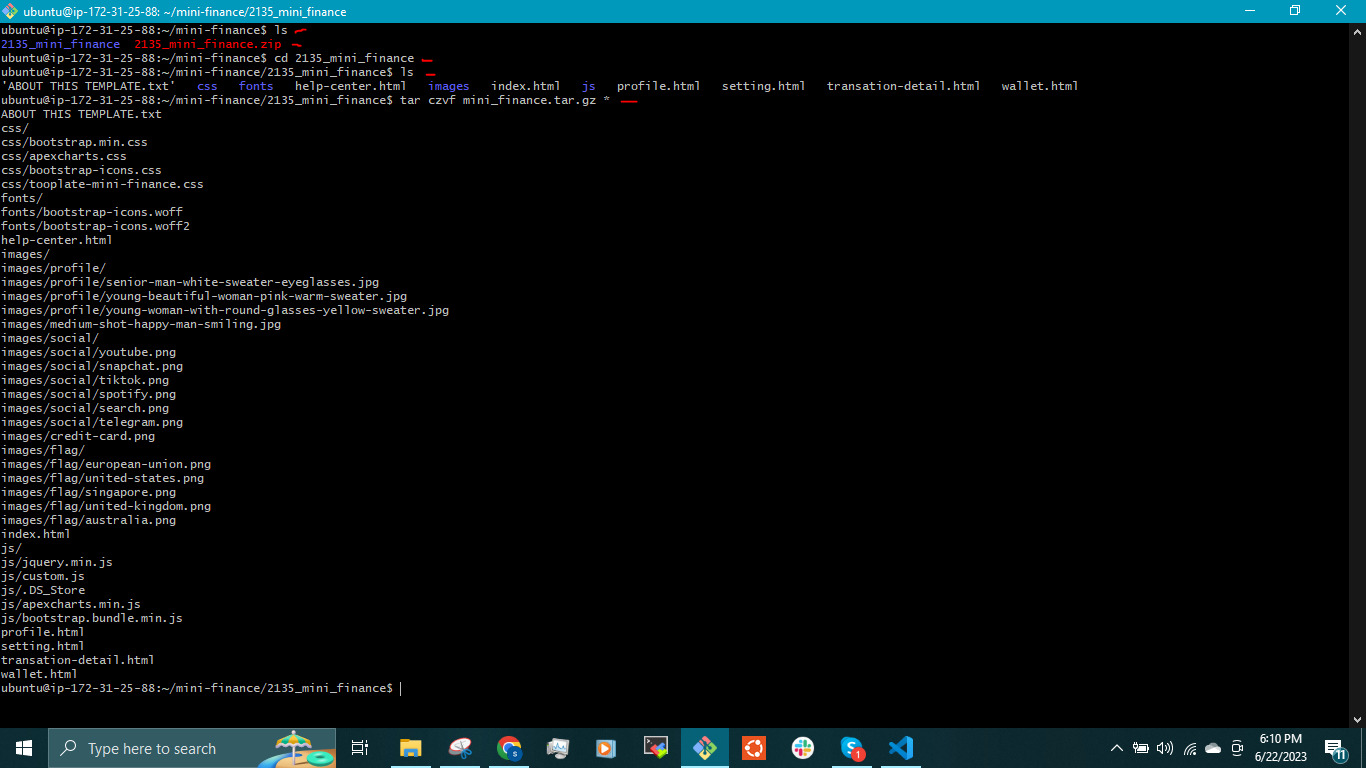 ubuntu@ip-172-31-25-88: ~/mini-finance/2135_mini_finance
ubuntu@ip-172-31-25-88:~/mini-finance$ ls
2135_mini_finance  2135_mini_finance.zip
ubuntu@ip-172-31-25-88:~/mini-finance$ cd 2135_mini_finance
ubuntu@ip-172-31-25-88:~/mini-finance/2135_mini_finance$ ls
'ABOUT THIS TEMPLATE.txt'   css   fonts   help-center.html   images   index.html   js   profile.html   setting.html   transation-detail.html   wallet.html
ubuntu@ip-172-31-25-88:~/mini-finance/2135_mini_finance$ tar czvf mini_finance.tar.gz *
ABOUT THIS TEMPLATE.txt
css/
css/bootstrap.min.css
css/apexcharts.css
css/bootstrap-icons.css
css/tooplate-mini-finance.css
fonts/
fonts/bootstrap-icons.woff
fonts/bootstrap-icons.woff2
help-center.html
images/
images/profile/
images/profile/senior-man-white-sweater-eyeglasses.jpg
images/profile/young-beautiful-woman-pink-warm-sweater.jpg
images/profile/young-woman-with-round-glasses-yellow-sweater.jpg
images/medium-shot-happy-man-smiling.jpg
images/social/
images/social/youtube.png
images/social/snapchat.png
images/social/tiktok.png
images/social/spotify.png
images/social/search.png
images/social/telegram.png
images/credit-card.png
images/flag/
images/flag/european-union.png
images/flag/united-states.png
images/flag/singapore.png
images/flag/united-kingdom.png
images/flag/australia.png
index.html
js/
js/jquery.min.js
js/custom.js
js/.DS_Store
js/apexcharts.min.js
js/bootstrap.bundle.min.js
profile.html
setting.html
transation-detail.html
wallet.html
ubuntu@ip-172-31-25-88:~/mini-finance/2135_mini_finance$
Type here to search
S
1
6:10 PM
6/22/2023
11